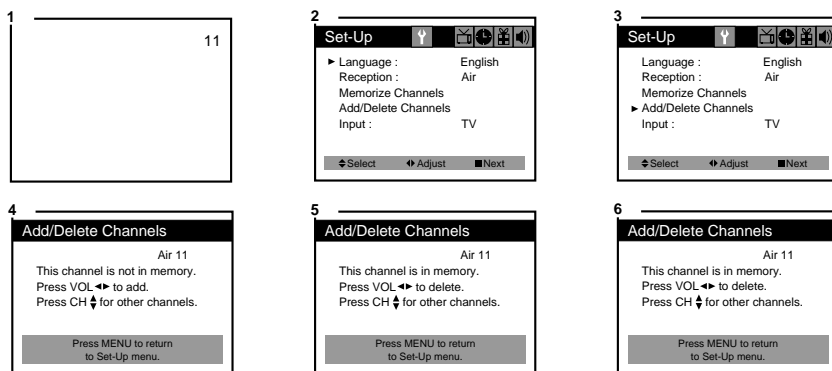 1
11
2
Set-Up
► Language : English
Reception : Air
Memorize Channels
Add/Delete Channels
Input : TV
Select Adjust Next
3
Set-Up
Language : English
Reception : Air
Memorize Channels
► Add/Delete Channels
Input : TV
Select Adjust Next
4
Add/Delete Channels
Air 11
This channel is not in memory.
Press VOL ◄► to add.
Press CH ▲▼ for other channels.
Press MENU to return
to Set-Up menu.
5
Add/Delete Channels
Air 11
This channel is in memory.
Press VOL ◄► to delete.
Press CH ▲▼ for other channels.
Press MENU to return
to Set-Up menu.
6
Add/Delete Channels
Air 11
This channel is in memory.
Press VOL ◄► to delete.
Press CH ▲▼ for other channels.
Press MENU to return
to Set-Up menu.